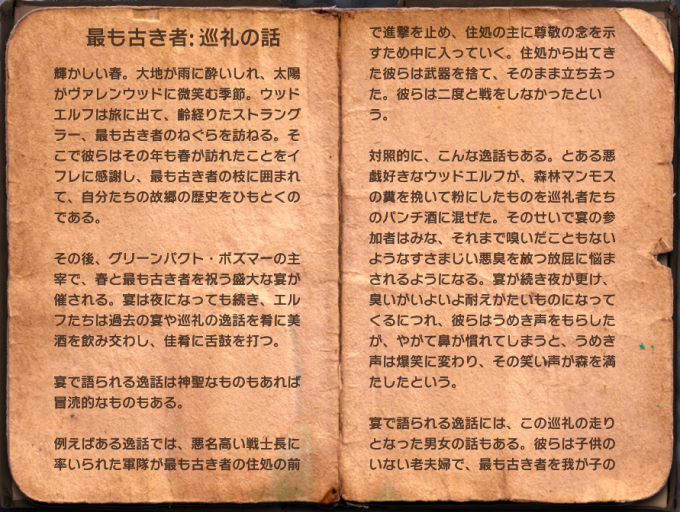 最も古き者:巡礼の話
輝かしい春。大地が雨に酔いしれ、太陽
がヴァレンウッドに微笑む季節。ウッド
エルフは旅に出て、齢経りたストラング
ラー、最も古き者のねぐらを訪ねる。そ
こで彼らはその年も春が訪れたことをイ
フレに感謝し、最も古き者の枝に囲まれ
て、自分たちの故郷の歴史をひもとくの
である。
その後、グリーンパクト・ボズマーの主
宰で、春と最も古き者を祝う盛大な宴が
催される。宴は夜になっても続き、エル
フたちは過去の宴や巡礼の逸話を肴に美
酒を飲み交わし、佳肴に舌鼓を打つ。
宴で語られる逸話は神聖なものもあれば
冒涜的なものもある。
例えばある逸話では、悪名高い戦士長に
率いられた軍隊が最も古き者の住処の前
で進撃を止め、住処の主に尊敬の念を示
すため中に入っていく。住処から出てき
た彼らは武器を捨て、そのまま立ち去っ
た。彼らは二度と戦をしなかったとい
う。
対照的に、こんな逸話もある。とある悪
戯好きなウッドエルフが、森林マンモス
の糞を挽いて粉にしたものを巡礼者たち
のパンチ酒に混ぜた。そのせいで宴の参
加者はみな、それまで嗅いだこともない
ようなすさまじい悪臭を放つ放屁に悩ま
されるようになる。宴が続き夜が更け、
臭いがいよいよ耐えがたいものになって
くるにつれ、彼らはうめき声をもらした
が、やがて鼻が慣れてしまうと、うめき
声は爆笑に変わり、その笑い声が森を満
たしたという。
宴で語られる逸話には、この巡礼の走り
となった男女の話もある。彼らは子供の
いない老夫婦で、最も古き者を我が子の